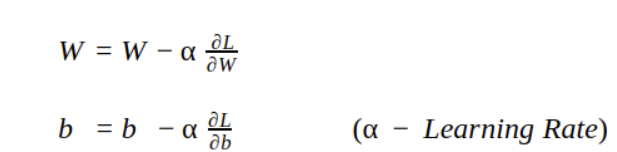 W = W − α ∂L/∂W
b = b − α ∂L/∂b (α − Learning Rate)